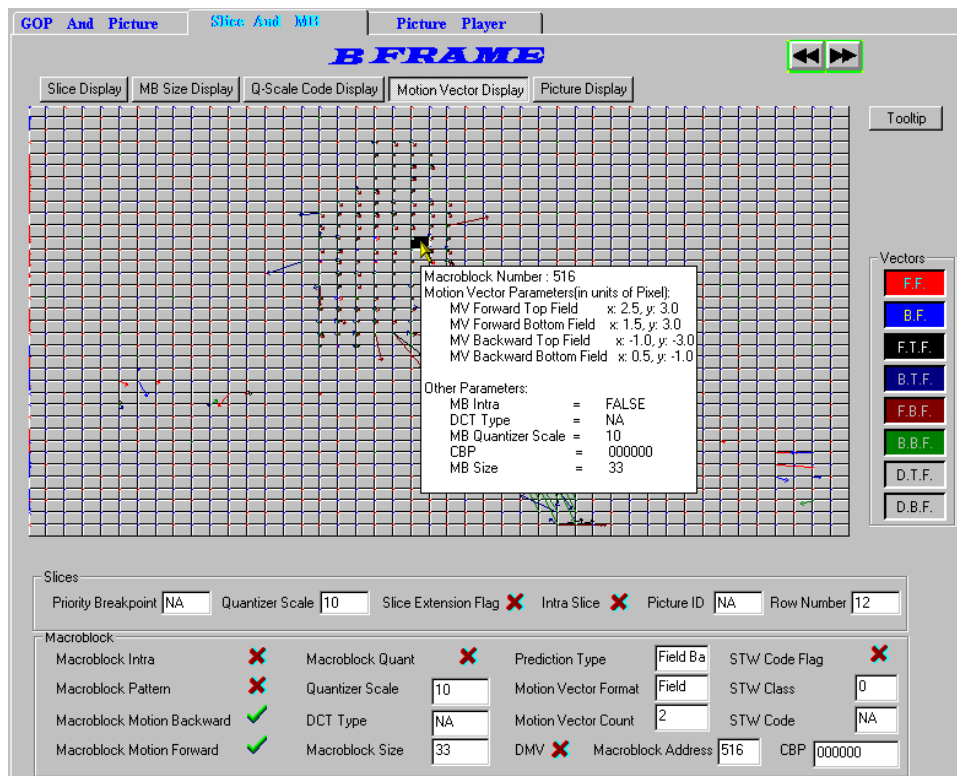 GOP And Picture Slice And MB Picture Player
B FRAME
Slice Display MB Size Display Q-Scale Code Display Motion Vector Display Picture Display
Tooltip
Macroblock Number : 516
Motion Vector Parameters(in units of Pixel):
MV Forward Top Field x: 2.5, y: 3.0
MV Forward Bottom Field x: 1.5, y: 3.0
MV Backward Top Field x: -1.0, y: -3.0
MV Backward Bottom Field x: 0.5, y: -1.0
Other Parameters:
MB Intra = FALSE
DCT Type = NA
MB Quantizer Scale = 10
CBP = 000000
MB Size = 33
Vectors
F.F.
B.F.
F.T.F.
B.T.F.
F.B.F.
B.B.F.
D.T.F.
D.B.F.
Slices
Priority Breakpoint NA Quantizer Scale 10 Slice Extension Flag Intra Slice Picture ID NA Row Number 12
Macroblock
Macroblock Intra Macroblock Quant Prediction Type Field Ba STW Code Flag
Macroblock Pattern Quantizer Scale 10 Motion Vector Format Field STW Class 0
Macroblock Motion Backward DCT Type NA Motion Vector Count 2 STW Code NA
Macroblock Motion Forward Macroblock Size 33 DMV Macroblock Address 516 CBP 000000